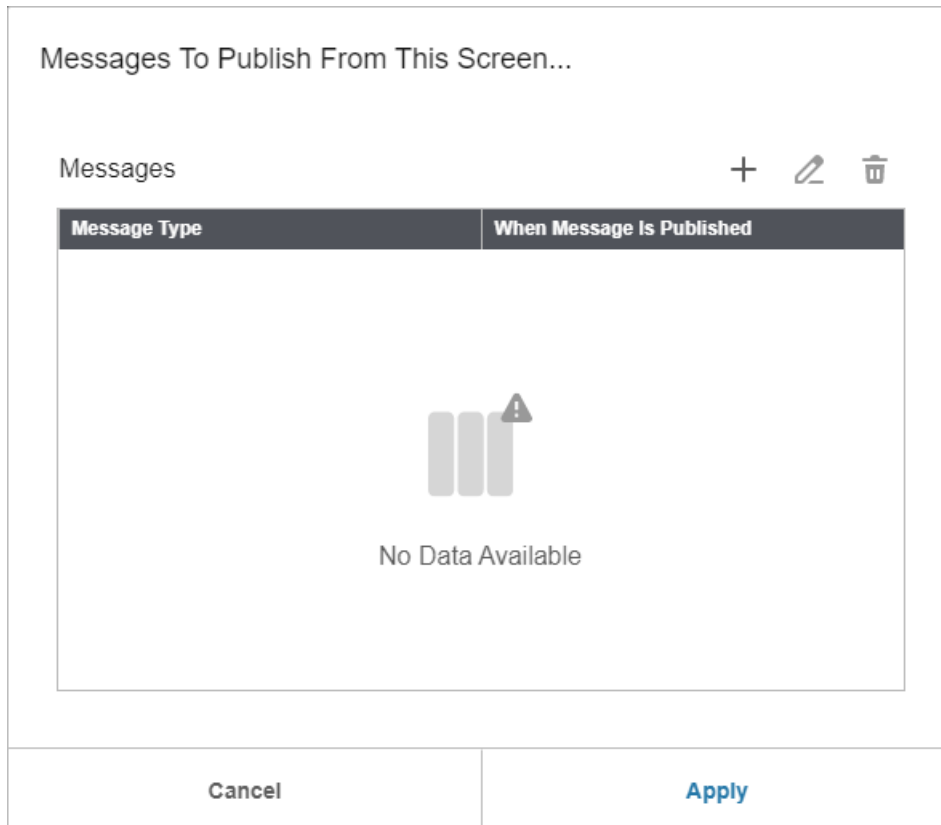 Messages To Publish From This Screen...
Messages
Message Type When Message Is Published
No Data Available
Cancel Apply